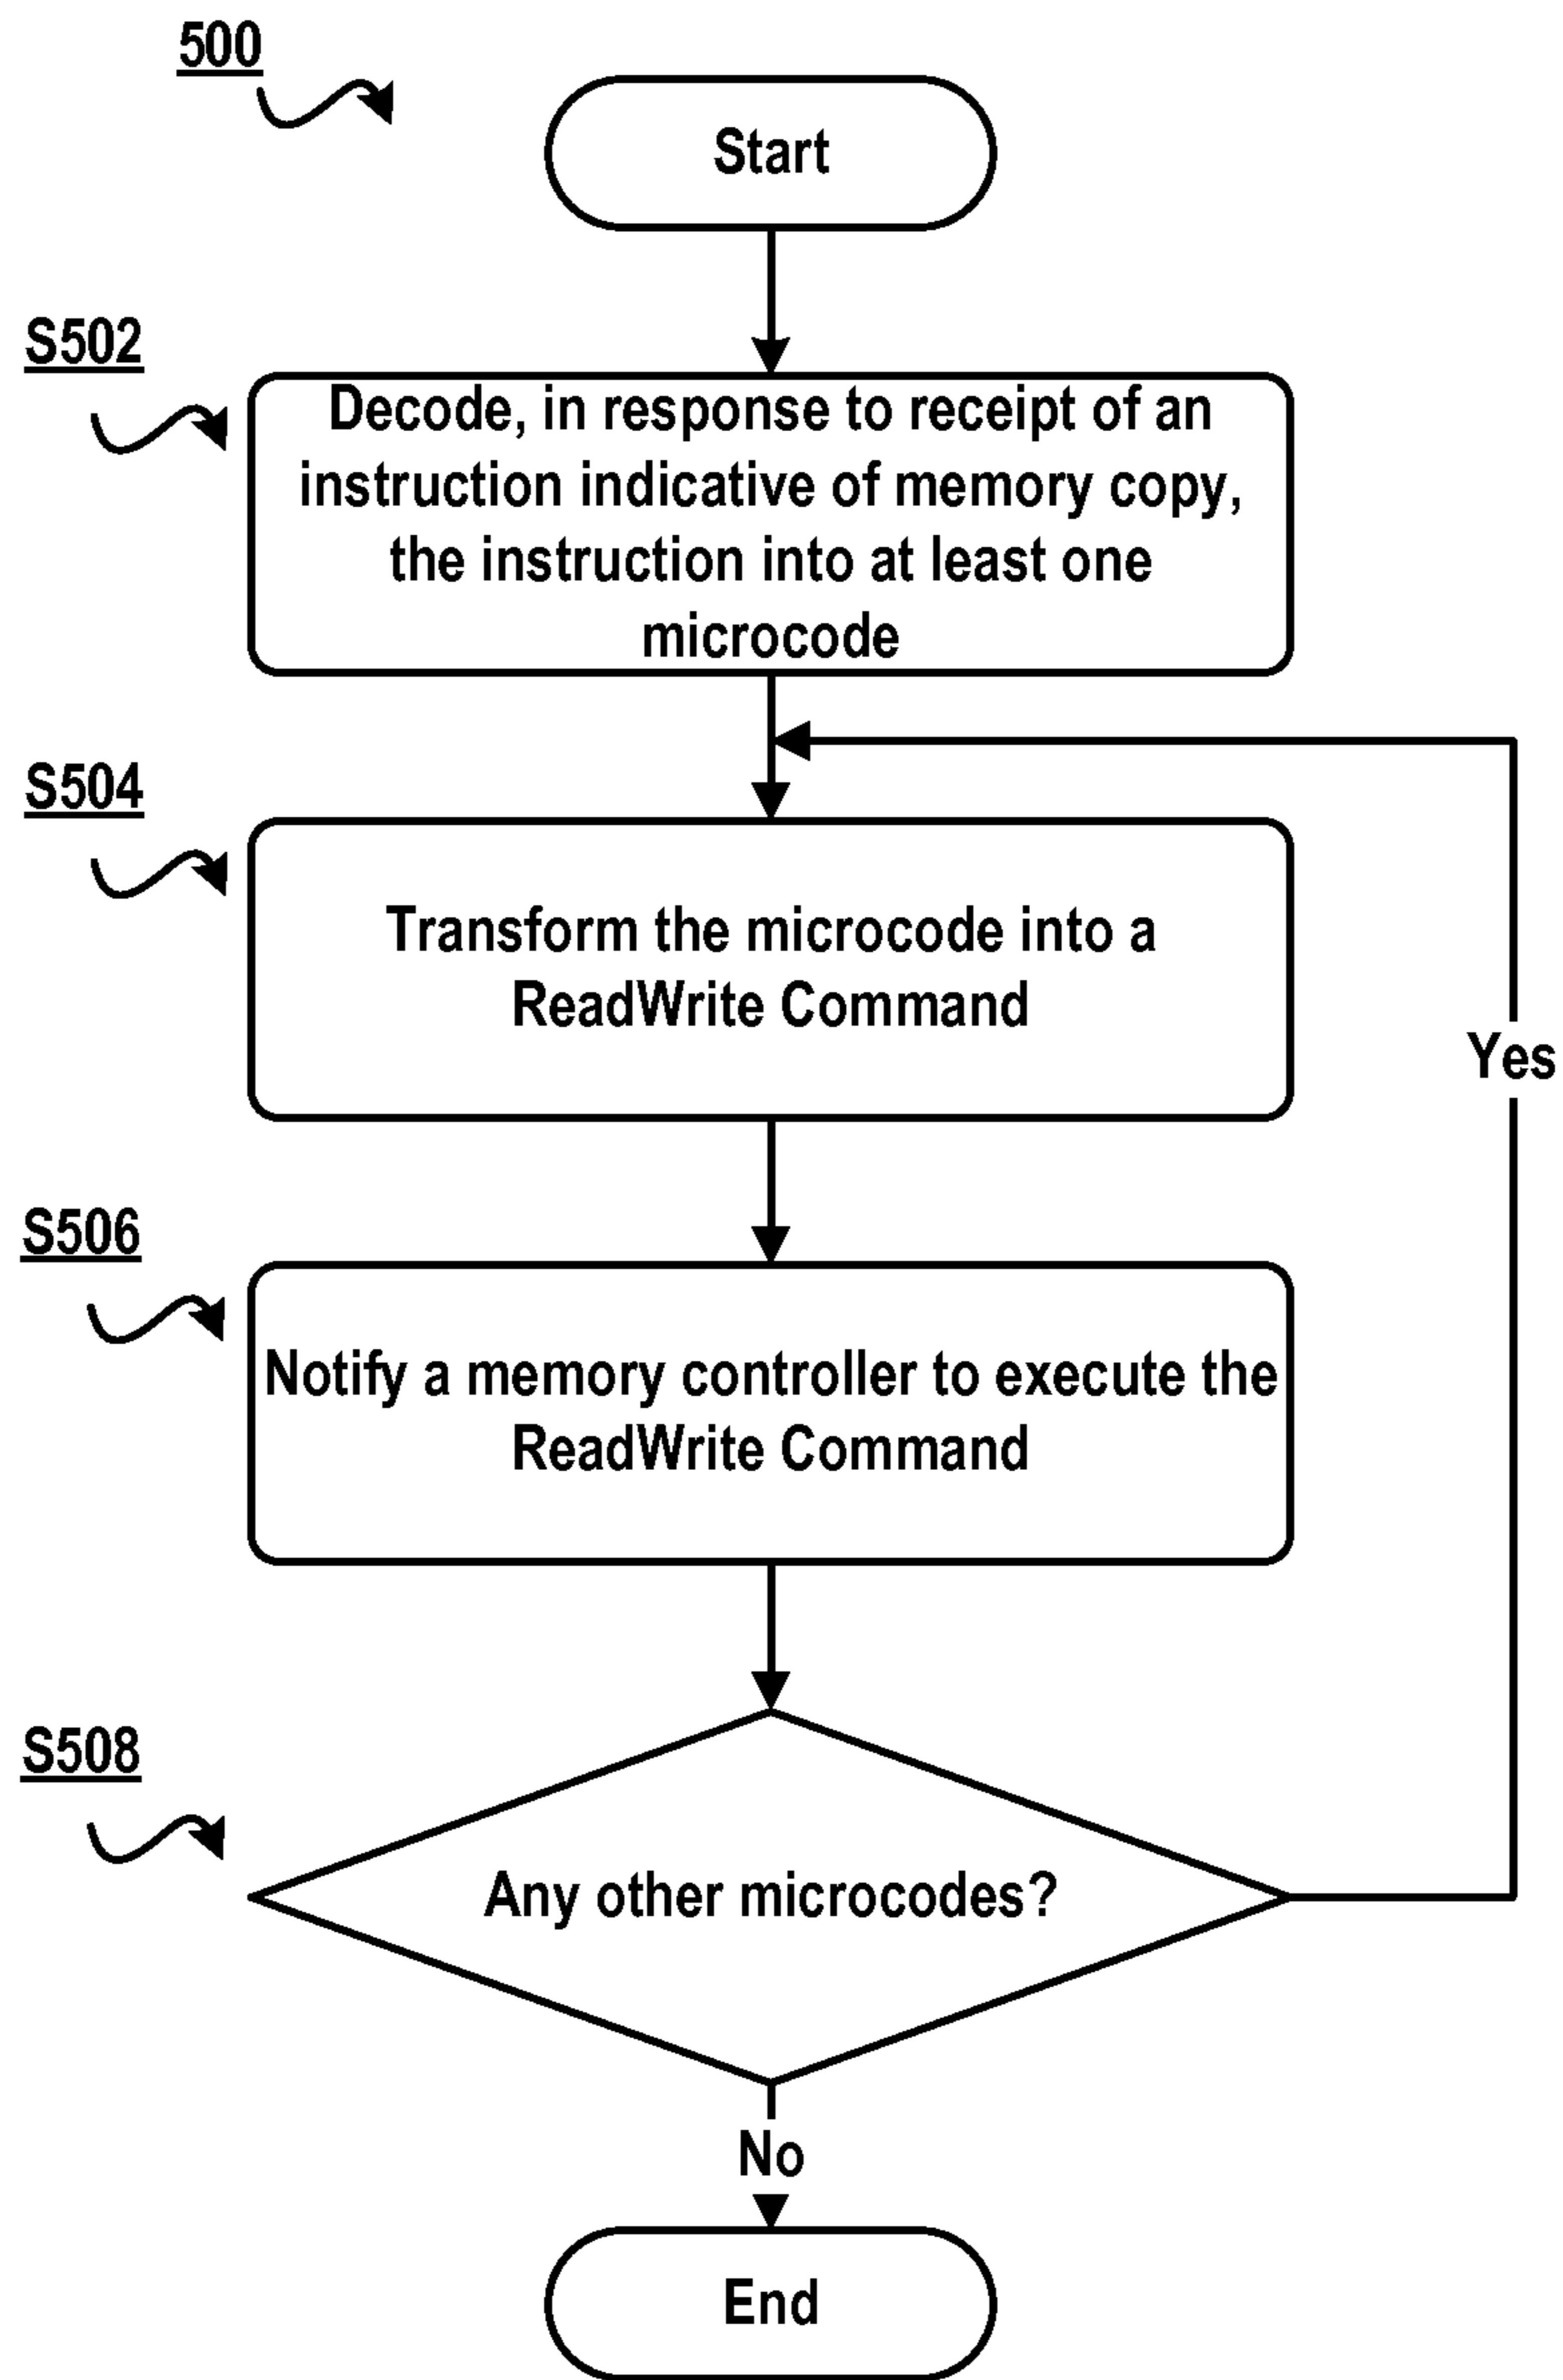 500
Start
S502
Decode, in response to receipt of an
instruction indicative of memory copy,
the instruction into at least one
microcode
S504
Transform the microcode into a
ReadWrite Command
Yes
S506
Notify a memory controller to execute the
ReadWrite Command
S508
Any other microcodes?
No
End